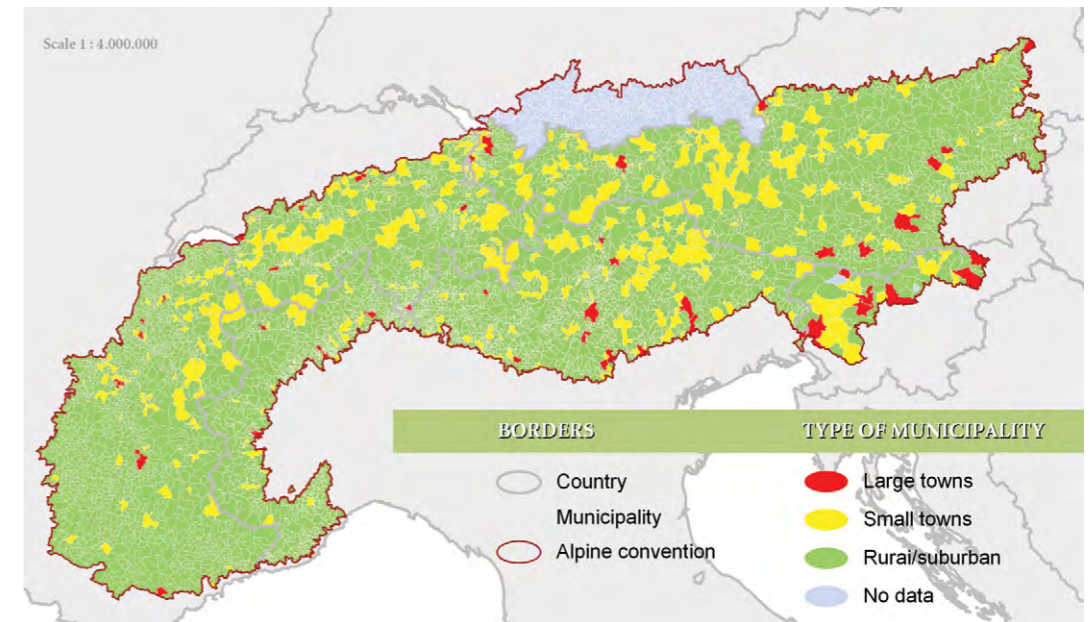 Scale 1 : 4.000.000
BORDERS
Country
Municipality
Alpine convention
TYPE OF MUNICIPALITY
Large towns
Small towns
Rurai/suburban
No data